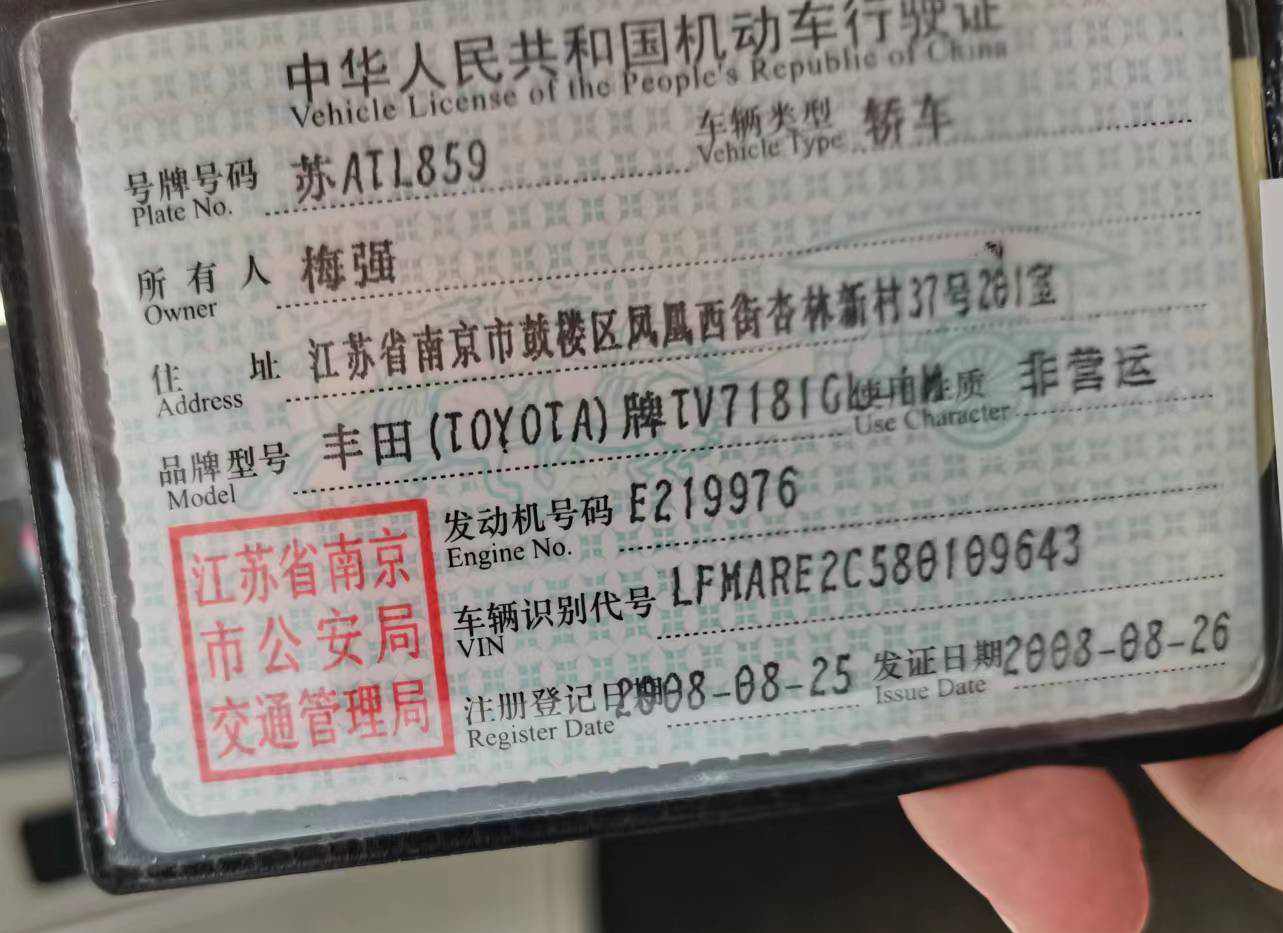 中华人民共和国机动车行驶证
Vehicle License of the People's Republic of China
号牌号码 苏ATL859 车辆类型 轿车
Plate No. Vehicle Type
所有人 梅强
Owner
住址 江苏省南京市鼓楼区凤凰西街杏林新村37号201室
Address
品牌型号 丰田(TOYOTA)牌TV7181GL 使用性质 非营运
Model Use Character
江苏省南京
市公安局
交通管理局
发动机号码 E219976
Engine No.
车辆识别代号 LFMARE2C580109643
VIN
注册登记日期 2008-08-25 发证日期 2008-08-26
Register Date Issue Date